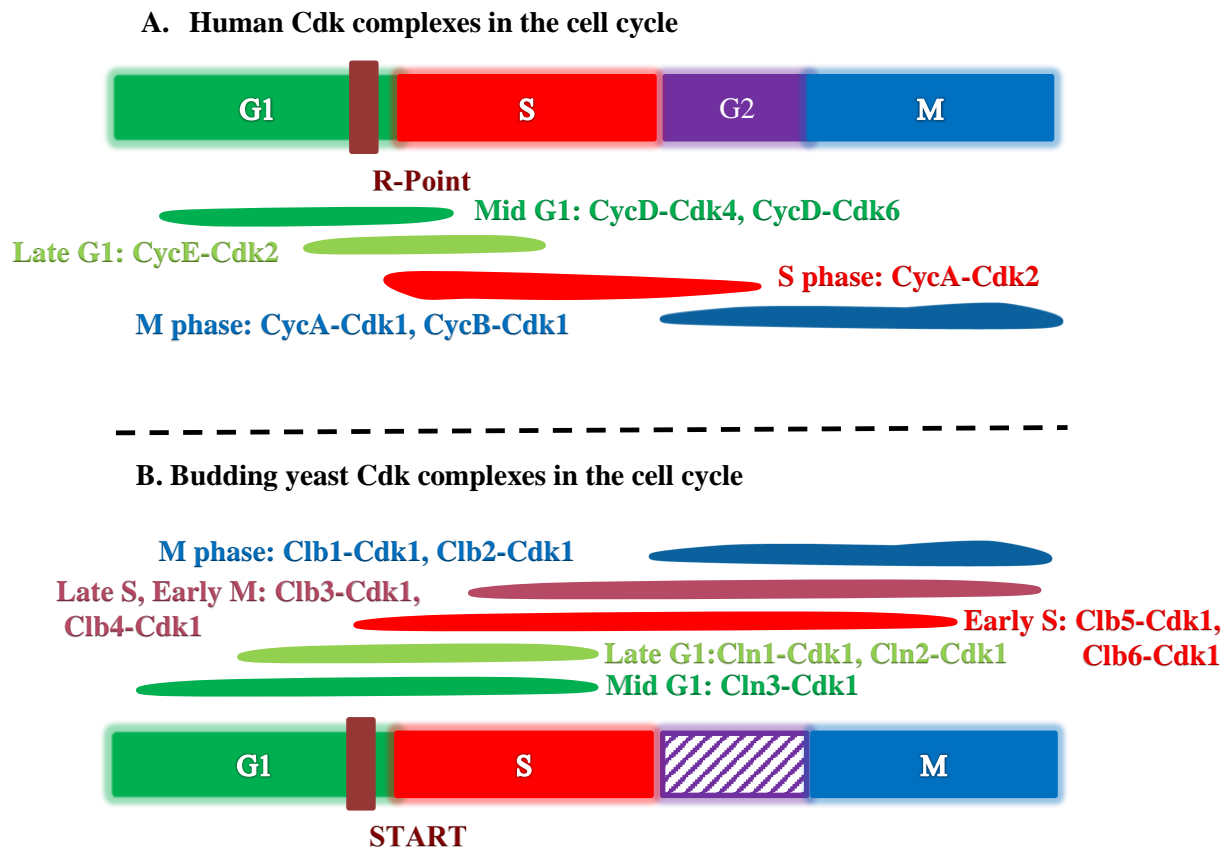 A. Human Cdk complexes in the cell cycle
G1
S
G2
M
R-Point
Mid G1: CycD-Cdk4, CycD-Cdk6
Late G1: CycE-Cdk2
S phase: CycA-Cdk2
M phase: CycA-Cdk1, CycB-Cdk1
B. Budding yeast Cdk complexes in the cell cycle
M phase: Clb1-Cdk1, Clb2-Cdk1
Late S, Early M: Clb3-Cdk1,
Clb4-Cdk1
Early S: Clb5-Cdk1,
Clb6-Cdk1
Late G1:Cln1-Cdk1, Cln2-Cdk1
Mid G1: Cln3-Cdk1
G1
S
M
START